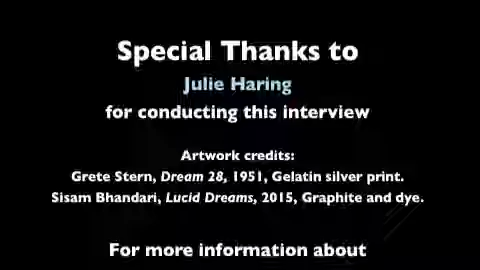 Special Thanks to
Julie Haring
for conducting this interview
Artwork credits:
Grete Stern, Dream 28, 1951, Gelatin silver print.
Sisam Bhandari, Lucid Dreams, 2015, Graphite and dye.
For more information about